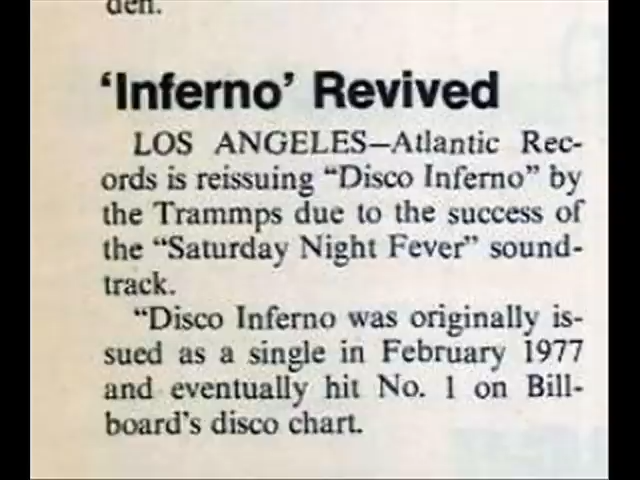 den.
‘Inferno’ Revived
LOS ANGELES—Atlantic Rec-
ords is reissuing “Disco Inferno” by
the Trammps due to the success of
the “Saturday Night Fever” sound-
track.
“Disco Inferno was originally is-
sued as a single in February 1977
and eventually hit No. 1 on Bill-
board’s disco chart.